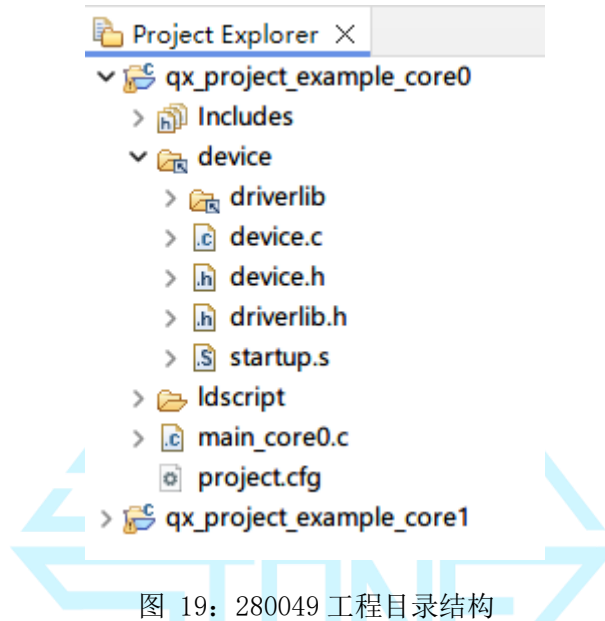 Project Explorer
qx_project_example_core0
Includes
device
driverlib
device.c
device.h
driverlib.h
startup.s
ldscript
main_core0.c
project.cfg
qx_project_example_core1
图 19：280049 工程目录结构